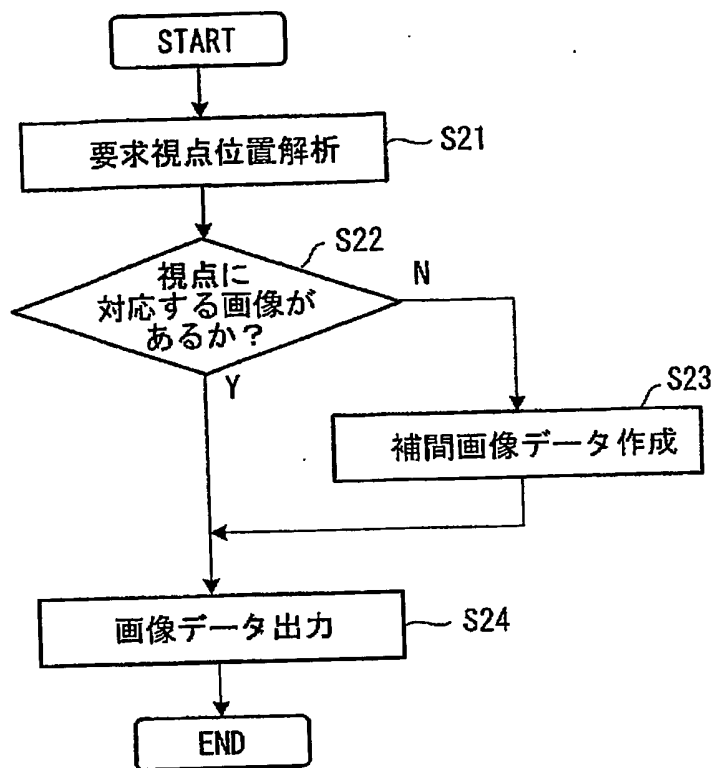 START
要求視点位置解析
S21
S22
視点に
対応する画像が
あるか？
N
Y
S23
補間画像データ作成
画像データ出力
S24
END